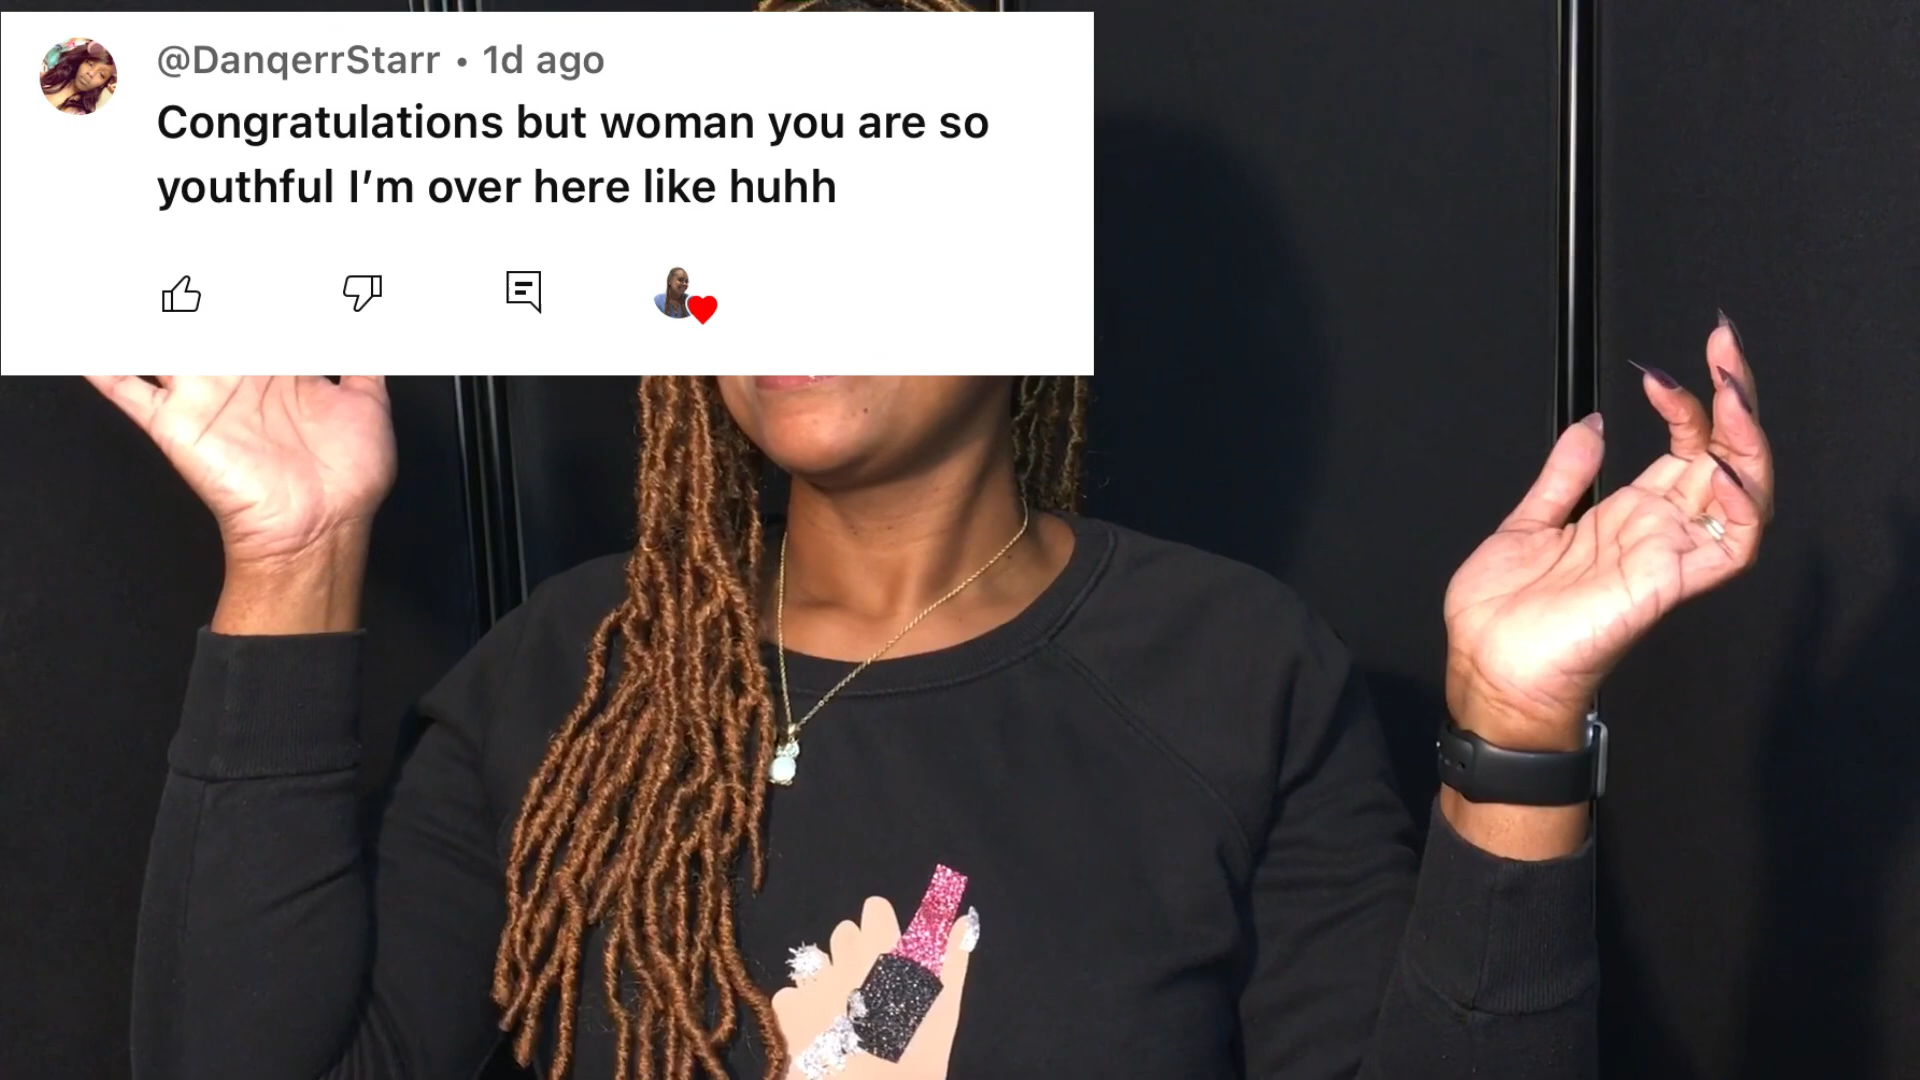 @DanqerrStarr • 1d ago
Congratulations but woman you are so
youthful I’m over here like huhh